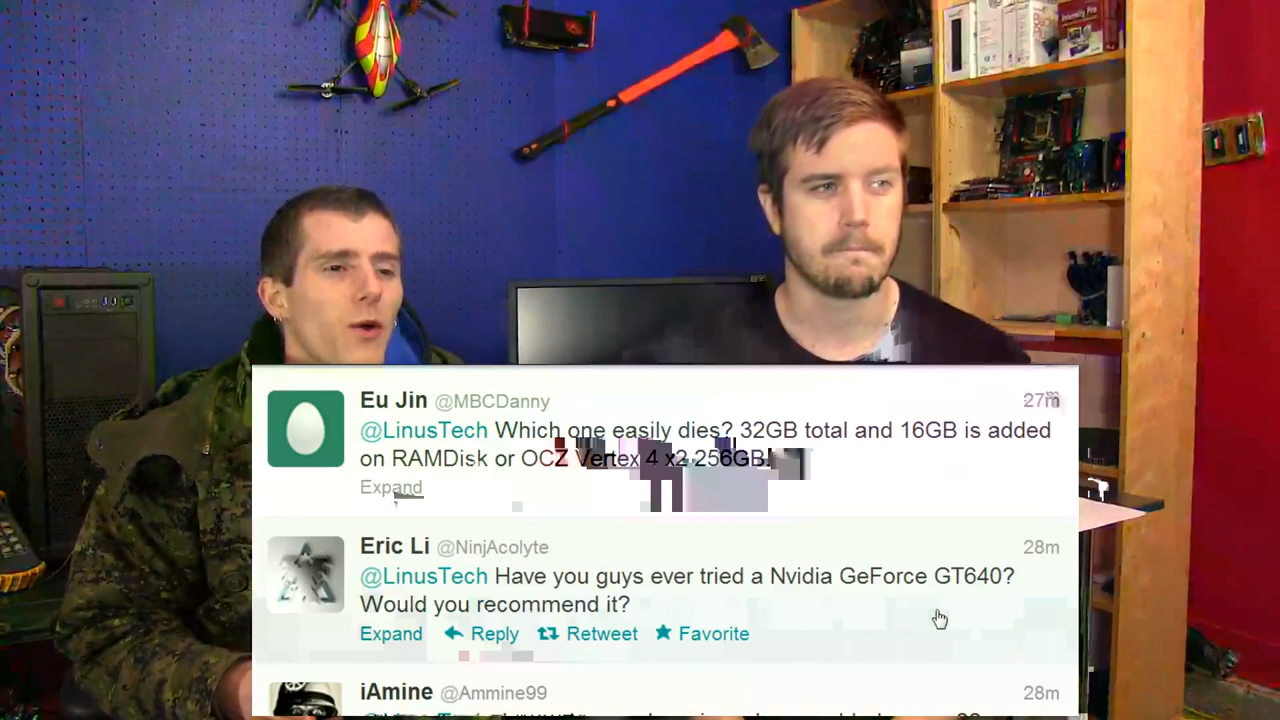 Intensity Pro
Eu Jin @MBCDanny 27m
@LinusTech Which one easily dies? 32GB total and 16GB is added
on RAMDisk or OCZ Vertex 4 x2 256GB.
Expand
Eric Li @NinjAcolyte 28m
@LinusTech Have you guys ever tried a Nvidia GeForce GT640?
Would you recommend it?
Expand Reply Retweet Favorite
iAmine @Ammine99 28m